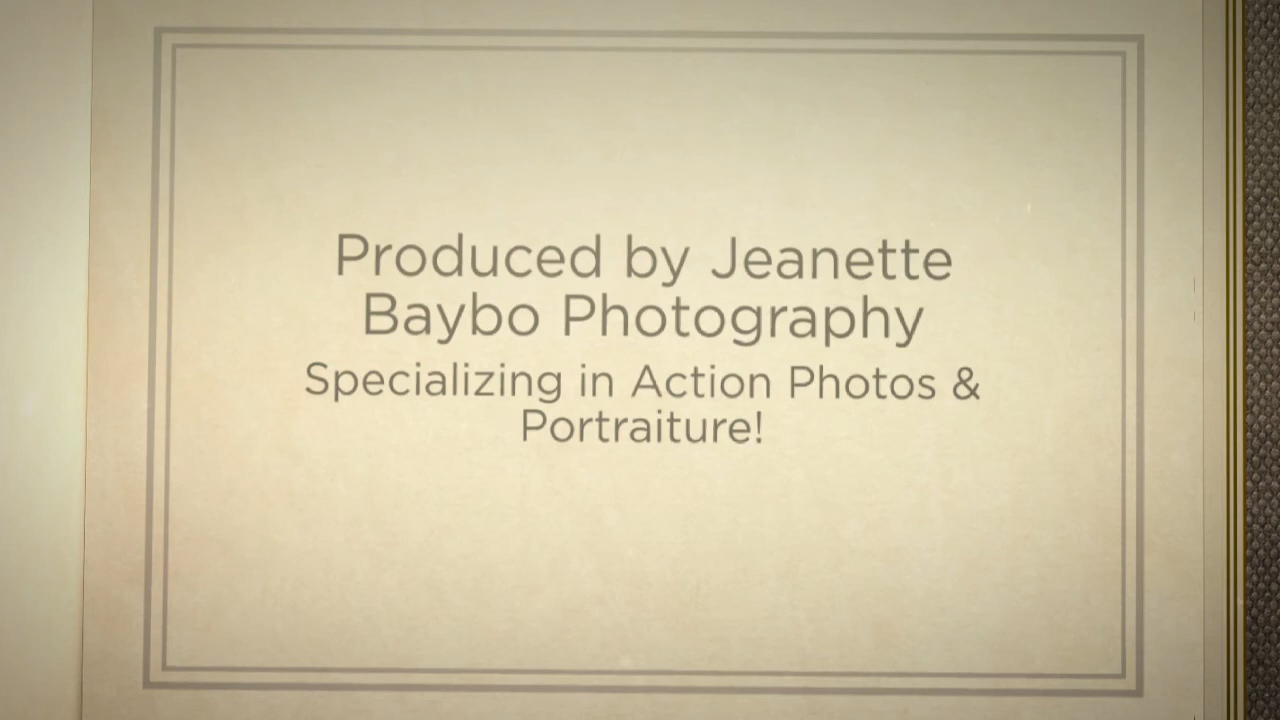 Produced by Jeanette
Baybo Photography
Specializing in Action Photos &
Portraiture!